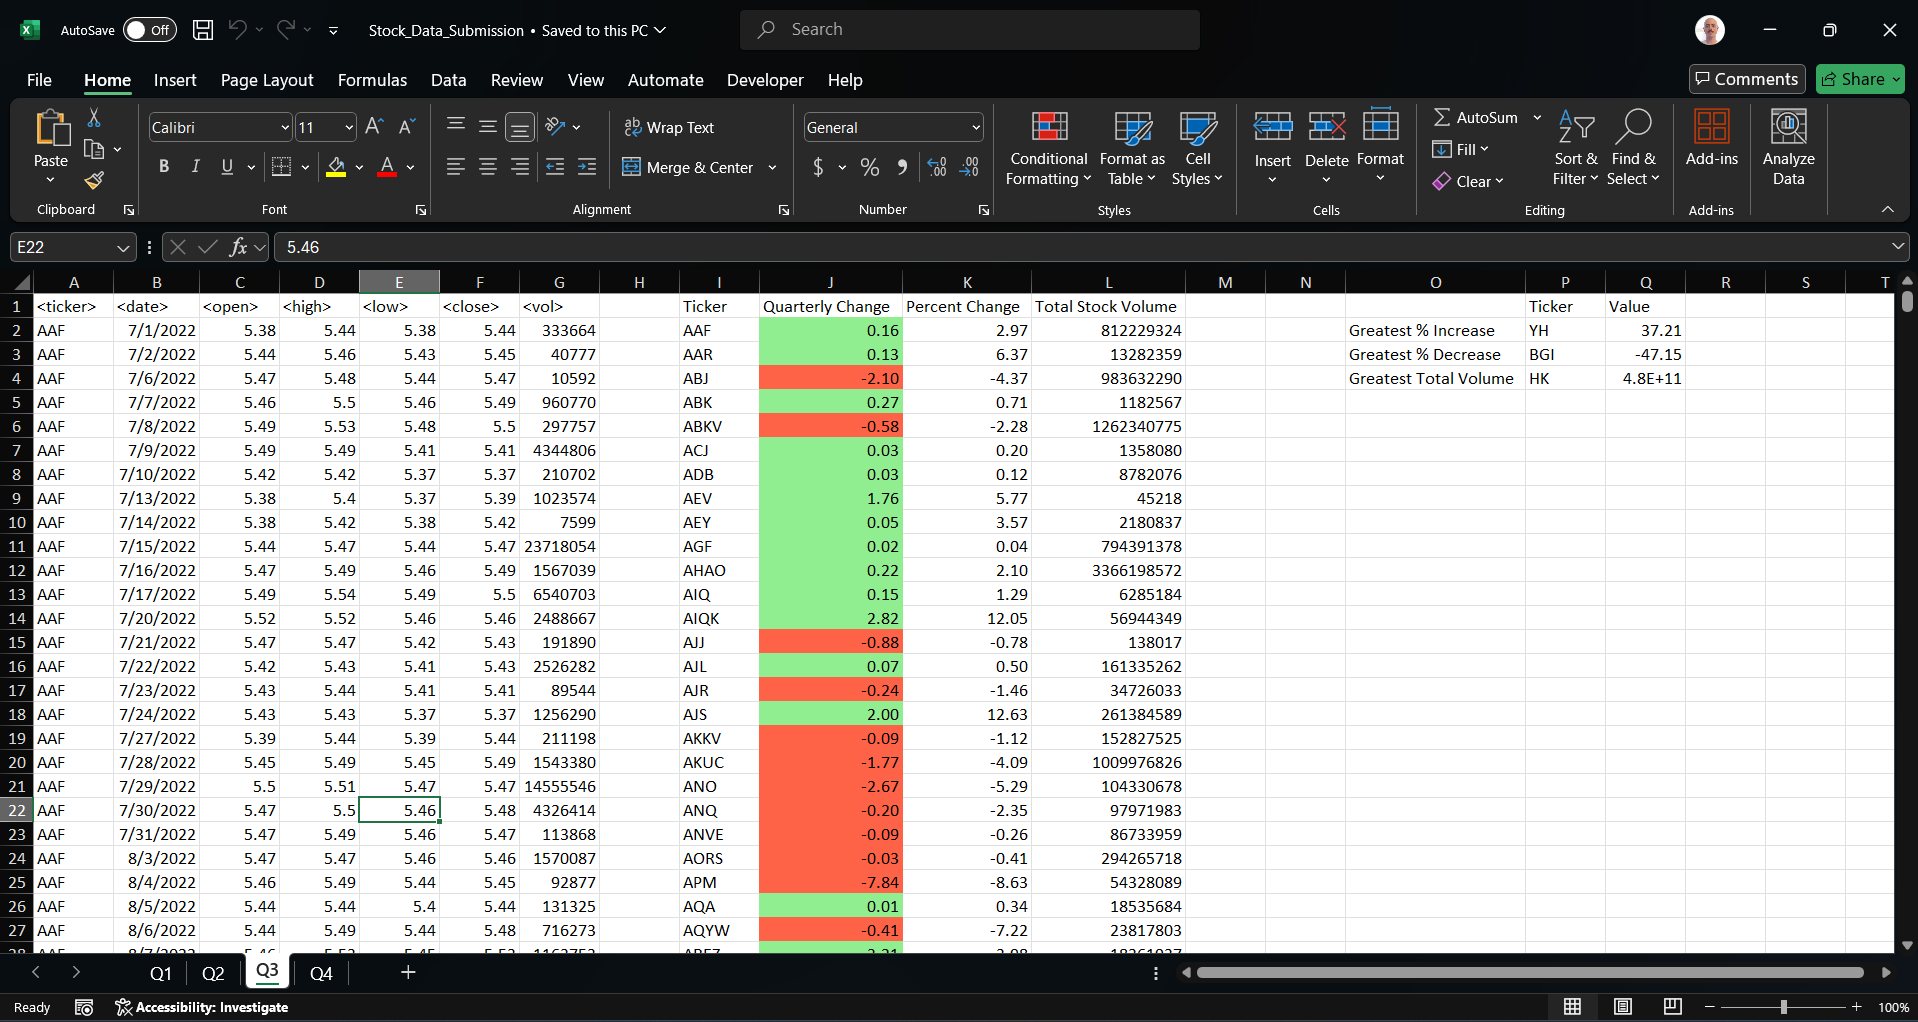 AutoSave Off Stock_Data_Submission • Saved to this PC Search
File Home Insert Page Layout Formulas Data Review View Automate Developer Help Comments Share
Paste
Clipboard
Calibri 11
B I U A
Font
Wrap Text
Merge & Center
Alignment
General
$ % 9
Number
Conditional Formatting
Format as Table
Cell Styles
Styles
Insert Delete Format
Cells
AutoSum
Fill
Clear
Sort & Filter
Find & Select
Editing
Add-ins
Add-ins
Analyze Data
E22 fx 5.46
A B C D E F G H I J K L M N O P Q R S T
1 <ticker> <date> <open> <high> <low> <close> <vol> Ticker Quarterly Change Percent Change Total Stock Volume Ticker Value
2 AAF 7/1/2022 5.38 5.44 5.38 5.44 333664 AAF 0.16 2.97 812229324 Greatest % Increase YH 37.21
3 AAF 7/2/2022 5.44 5.46 5.43 5.45 40777 AAR 0.13 6.37 13282359 Greatest % Decrease BGI -47.15
4 AAF 7/6/2022 5.47 5.48 5.44 5.47 10592 ABJ -2.10 -4.37 983632290 Greatest Total Volume HK 4.8E+11
5 AAF 7/7/2022 5.46 5.5 5.46 5.49 960770 ABK 0.27 0.71 1182567
6 AAF 7/8/2022 5.49 5.53 5.48 5.5 297757 ABKV -0.58 -2.28 1262340775
7 AAF 7/9/2022 5.49 5.49 5.41 5.41 4344806 ACJ 0.03 0.20 1358080
8 AAF 7/10/2022 5.42 5.42 5.37 5.37 210702 ADB 0.03 0.12 8782076
9 AAF 7/13/2022 5.38 5.4 5.37 5.39 1023574 AEV 1.76 5.77 45218
10 AAF 7/14/2022 5.38 5.42 5.38 5.42 7599 AEY 0.05 3.57 2180837
11 AAF 7/15/2022 5.44 5.47 5.44 5.47 23718054 AGF 0.02 0.04 794391378
12 AAF 7/16/2022 5.47 5.49 5.46 5.49 1567039 AHAO 0.22 2.10 3366198572
13 AAF 7/17/2022 5.49 5.54 5.49 5.5 6540703 AIQ 0.15 1.29 6285184
14 AAF 7/20/2022 5.52 5.52 5.46 5.46 2488667 AIQK 2.82 12.05 56944349
15 AAF 7/21/2022 5.47 5.47 5.42 5.43 191890 AJJ -0.88 -0.78 138017
16 AAF 7/22/2022 5.42 5.43 5.41 5.43 2526282 AJL 0.07 0.50 161335262
17 AAF 7/23/2022 5.43 5.44 5.41 5.41 89544 AJR -0.24 -1.46 34726033
18 AAF 7/24/2022 5.43 5.43 5.37 5.37 1256290 AJS 2.00 12.63 261384589
19 AAF 7/27/2022 5.39 5.44 5.39 5.44 211198 AKKV -0.09 -1.12 152827525
20 AAF 7/28/2022 5.45 5.49 5.45 5.49 1543380 AKUC -1.77 -4.09 1009976826
21 AAF 7/29/2022 5.5 5.51 5.47 5.47 14555546 ANO -2.67 -5.29 104330678
22 AAF 7/30/2022 5.47 5.5 5.46 5.48 4326414 ANQ -0.20 -2.35 97971983
23 AAF 7/31/2022 5.47 5.49 5.46 5.47 113868 ANVE -0.09 -0.26 86733959
24 AAF 8/3/2022 5.47 5.47 5.46 5.46 1570087 AORS -0.03 -0.41 294265718
25 AAF 8/4/2022 5.46 5.49 5.44 5.45 92877 APM -7.84 -8.63 54328089
26 AAF 8/5/2022 5.44 5.44 5.4 5.44 131325 AQA 0.01 0.34 18535684
27 AAF 8/6/2022 5.44 5.49 5.44 5.48 716273 AQYW -0.41 -7.22 23817803
Q1 Q2 Q3 Q4
Ready Accessibility: Investigate 100%